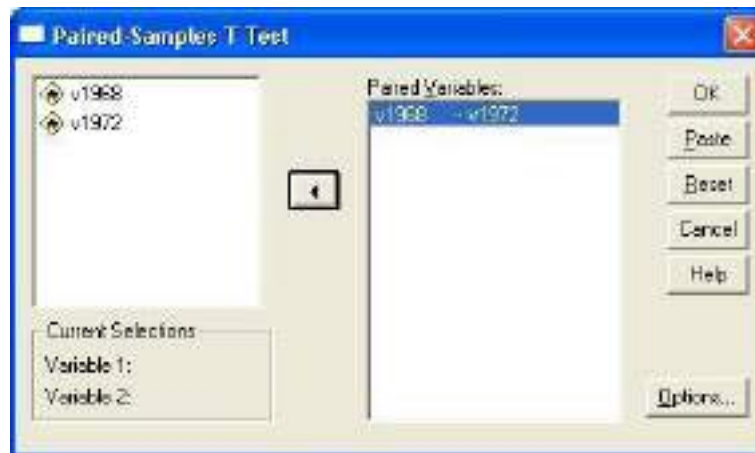 Paired-Samples T Test
v1968
v1972
Paired Variables:
v1968 -- v1972
OK
Paste
Reset
Cancel
Help
Current Selections
Variable 1:
Variable 2:
Options...